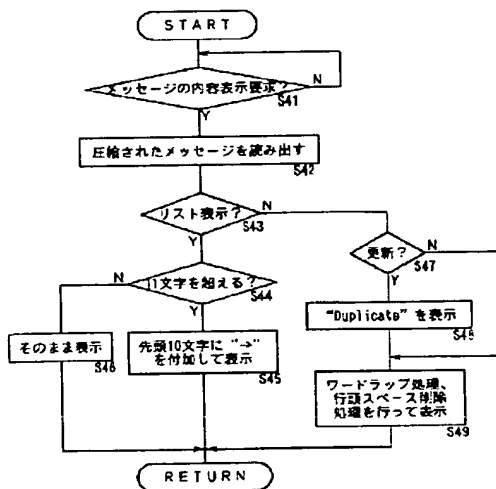 START
メッセージの内容表示要求?
N
S41
Y
圧縮されたメッセージを読み出す
S42
リスト表示?
N
S43
Y
更新?
N
S47
Y
11文字を超える?
N
S44
Y
"Duplicate"を表示
S48
そのまま表示
S46
先頭10文字に"→"
を付加して表示
S45
ワードラップ処理、
行頭スペース削除
処理を行って表示
S49
RETURN